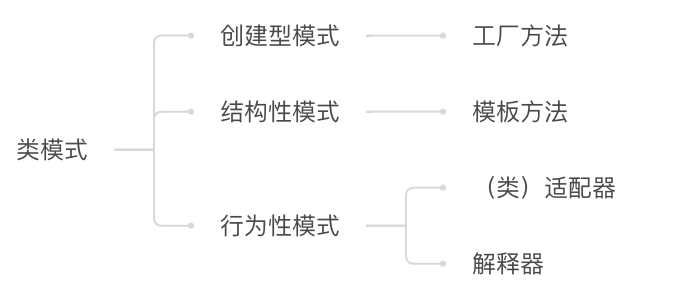 类模式
创建型模式
工厂方法
结构性模式
模板方法
行为性模式
（类）适配器
解释器